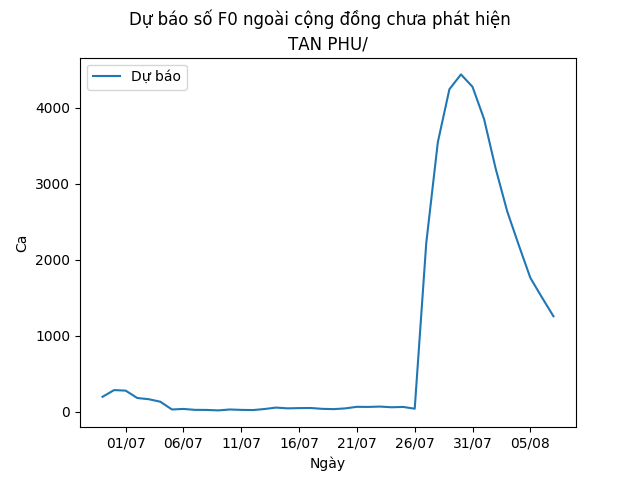 Dự báo số F0 ngoài cộng đồng chưa phát hiện
TAN PHU/
Dự báo
4000
3000
2000
1000
0
Ca
01/07 06/07 11/07 16/07 21/07 26/07 31/07 05/08
Ngày